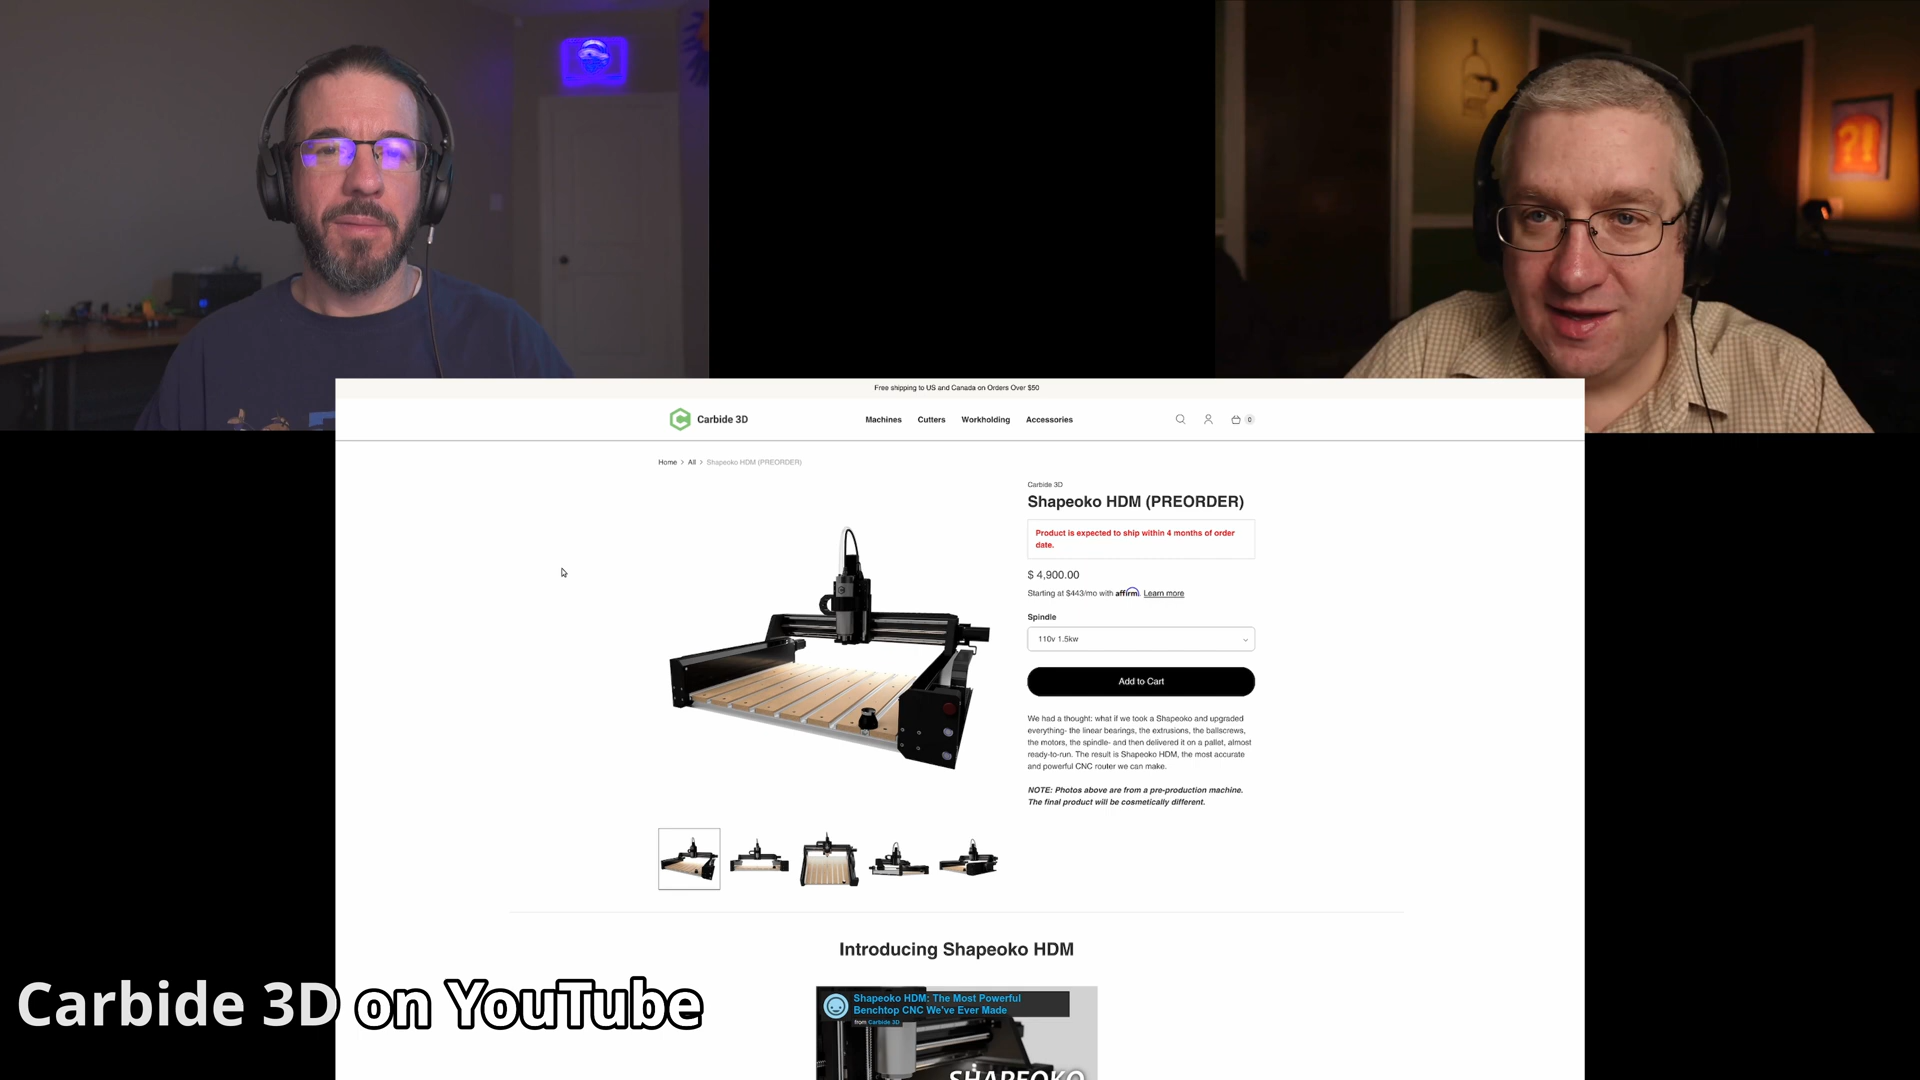 ?!
Free shipping to US and Canada on Orders Over $50
Carbide 3D
Machines Cutters Workholding Accessories
0
Home > All > Shapeoko HDM (PREORDER)
Carbide 3D
Shapeoko HDM (PREORDER)
Product is expected to ship within 4 months of order
date.
$ 4,900.00
Starting at $443/mo with affirm. Learn more
Spindle
110v 1.5kw
Add to Cart
We had a thought: what if we took a Shapeoko and upgraded
everything- the linear bearings, the extrusions, the ballscrews,
the motors, the spindle- and then delivered it on a pallet, almost
ready-to-run. The result is Shapeoko HDM, the most accurate
and powerful CNC router we can make.
NOTE: Photos above are from a pre-production machine.
The final product will be cosmetically different.
Introducing Shapeoko HDM
Shapeoko HDM: The Most Powerful
Benchtop CNC We've Ever Made
from Carbide 3D
SHAPEOKO
Carbide 3D on YouTube